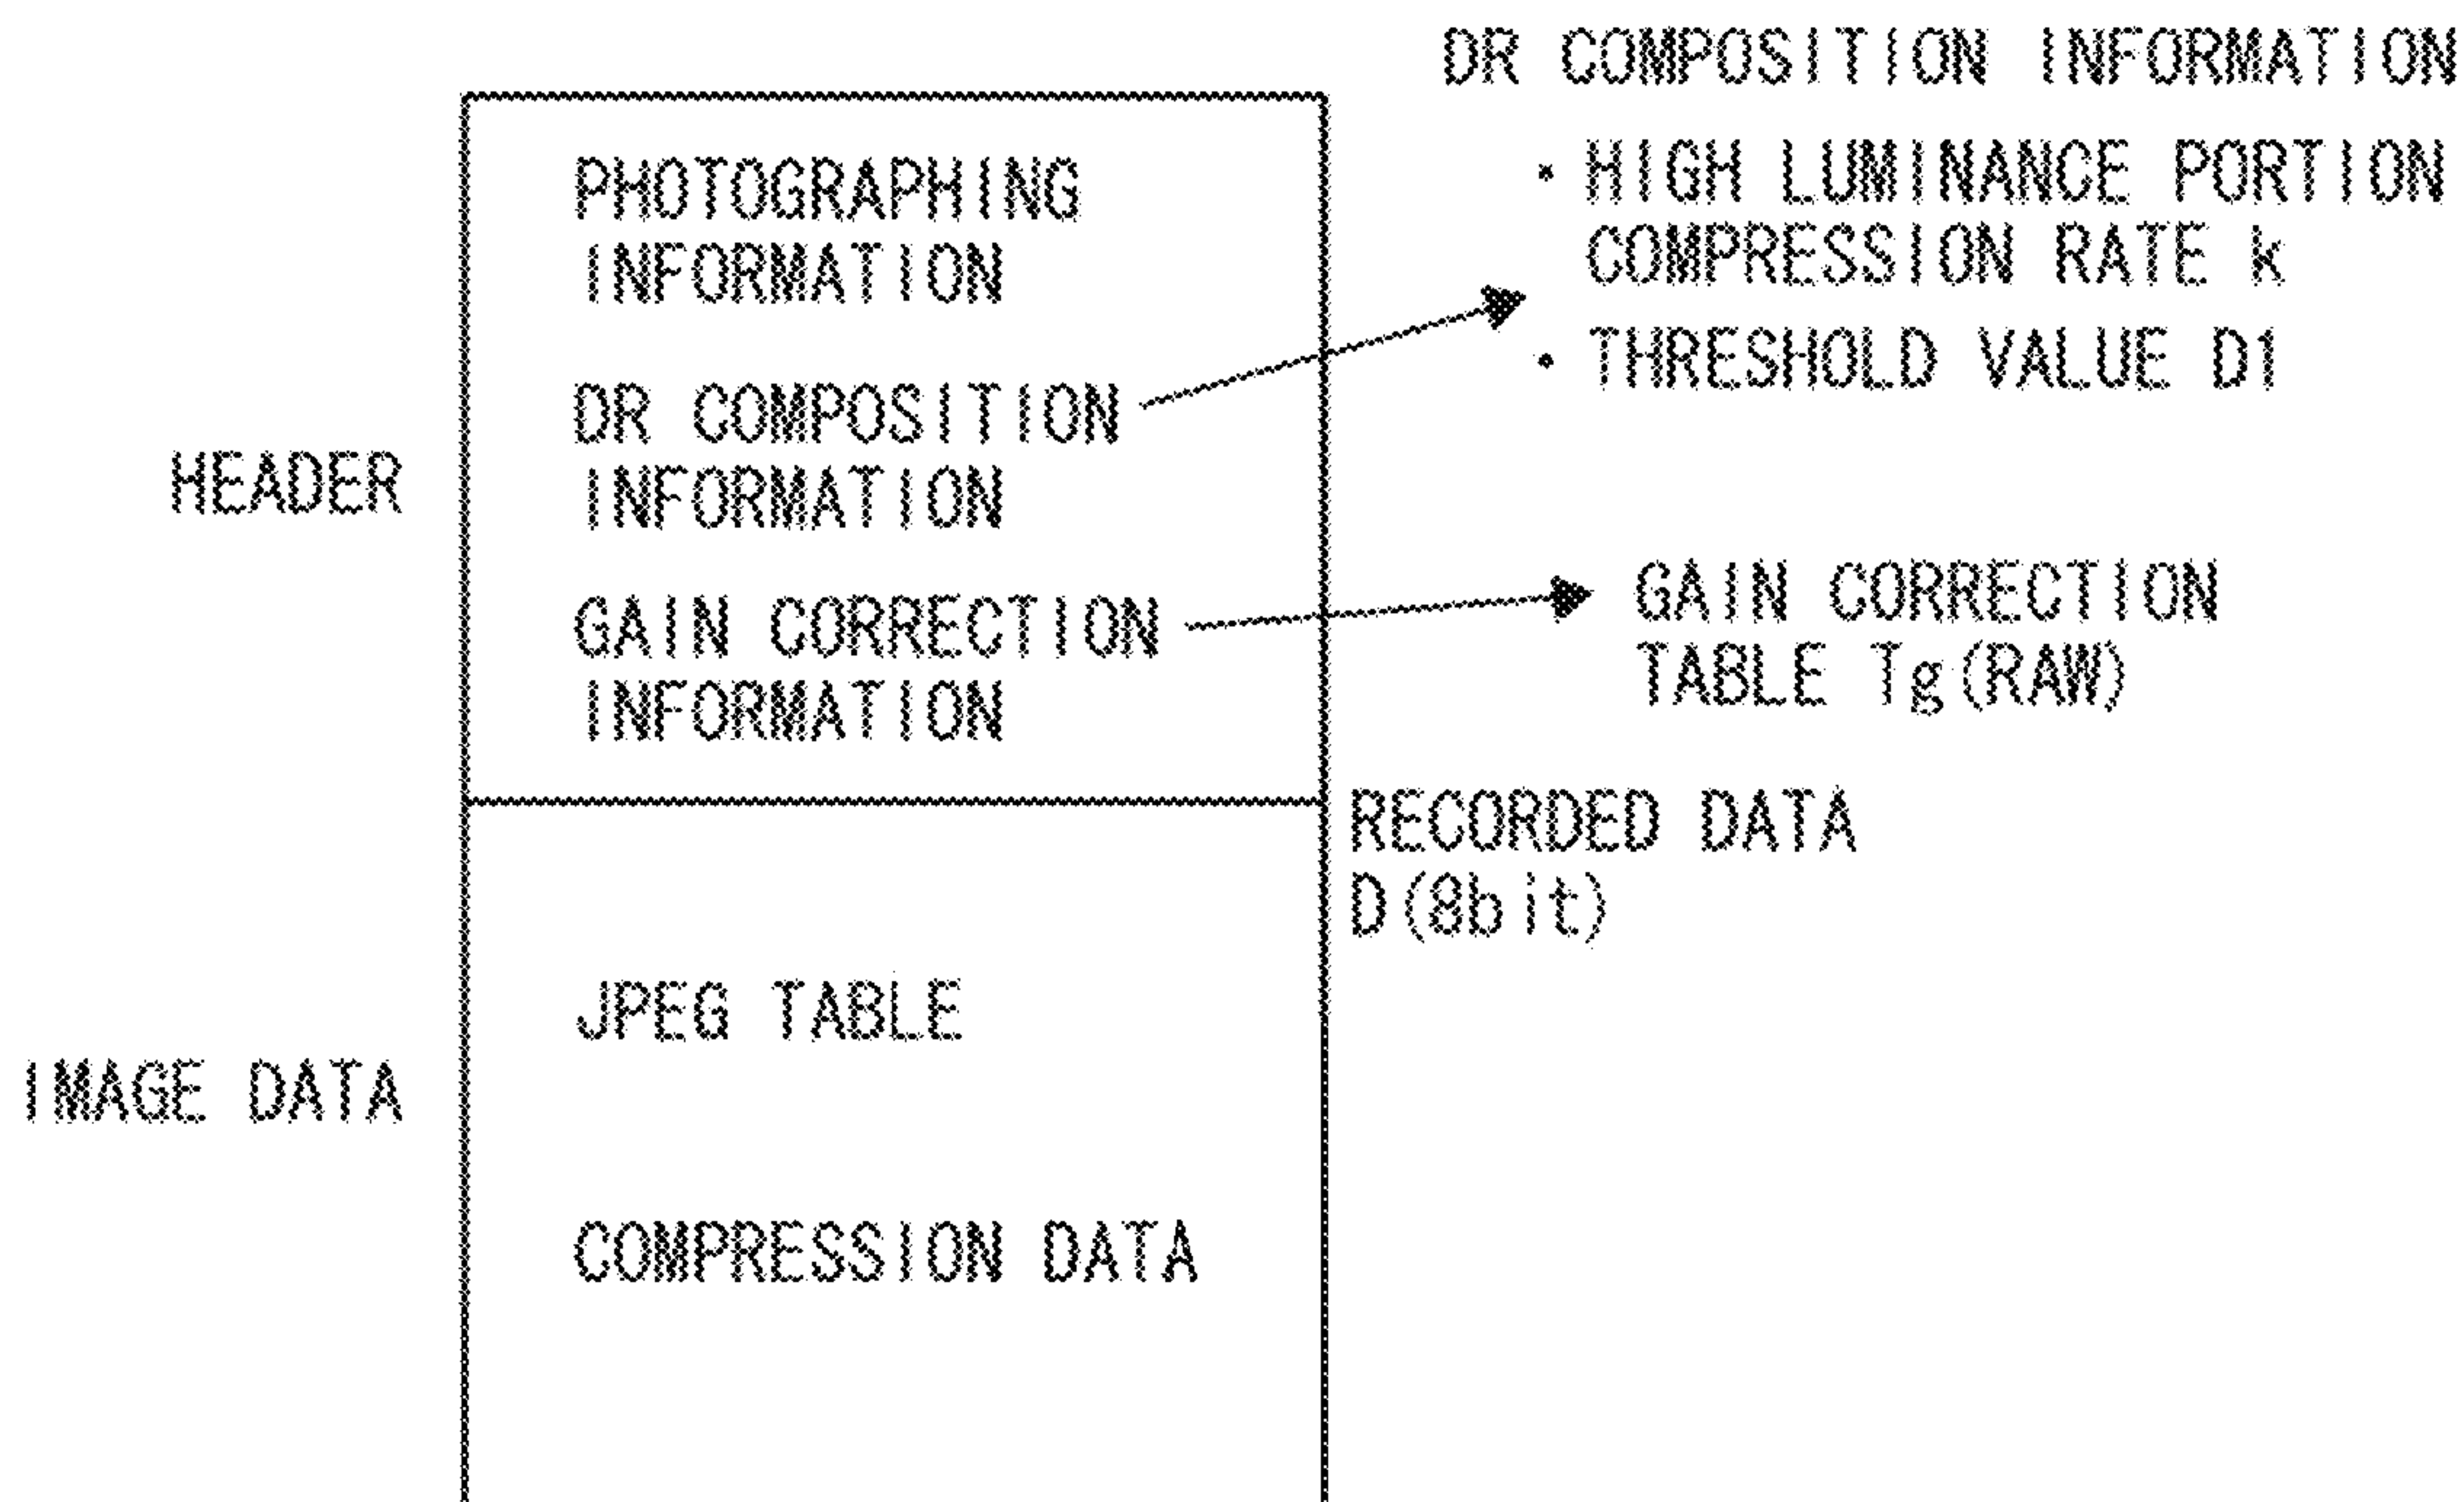 DR COMPOSITION INFORMATION
· HIGH LUMINANCE PORTION
COMPRESSION RATE k
· THRESHOLD VALUE D1
HEADER
PHOTOGRAPHING
INFORMATION
DR COMPOSITION
INFORMATION
GAIN CORRECTION
INFORMATION
GAIN CORRECTION
TABLE Tg(RAW)
RECORDED DATA
D(8bit)
IMAGE DATA
JPEG TABLE
COMPRESSION DATA